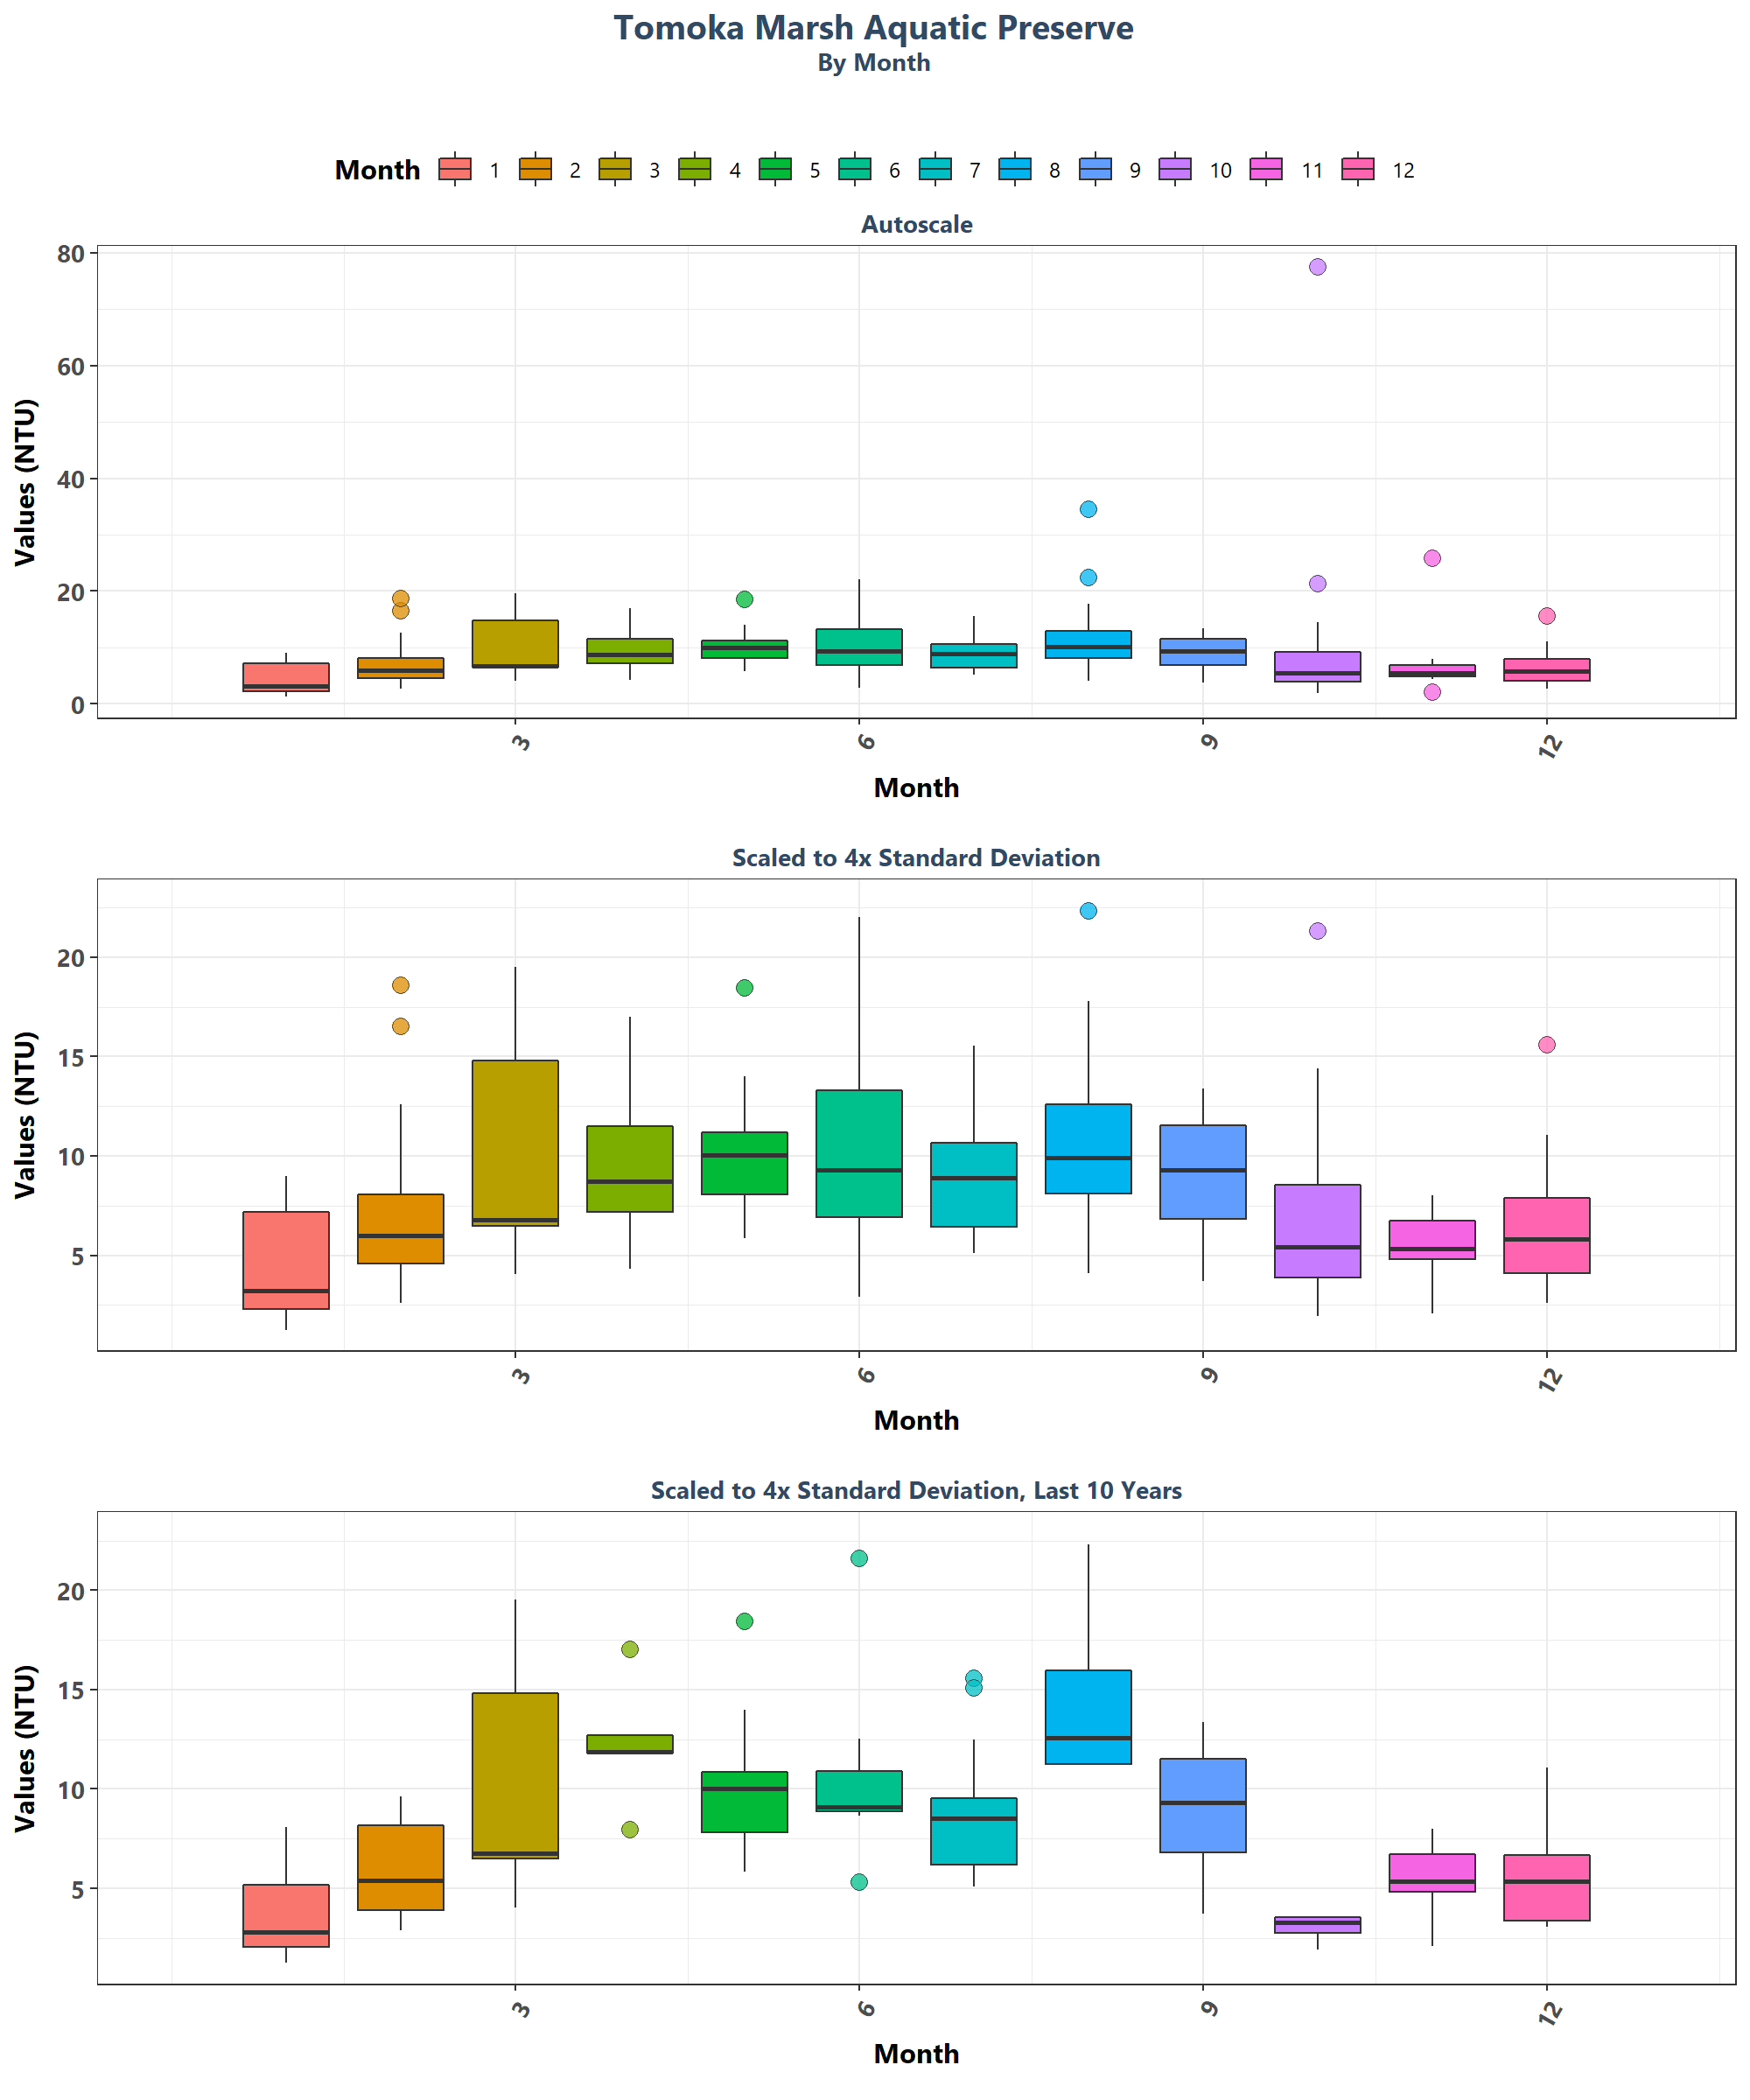 Tomoka Marsh Aquatic Preserve
By Month
Month 1 2 3 4 5 6 7 8 9 10 11 12
Autoscale
Values (NTU)
80
60
40
20
0
3 6 9 12
Month
Scaled to 4x Standard Deviation
Values (NTU)
20
15
10
5
3 6 9 12
Month
Scaled to 4x Standard Deviation, Last 10 Years
Values (NTU)
20
15
10
5
3 6 9 12
Month